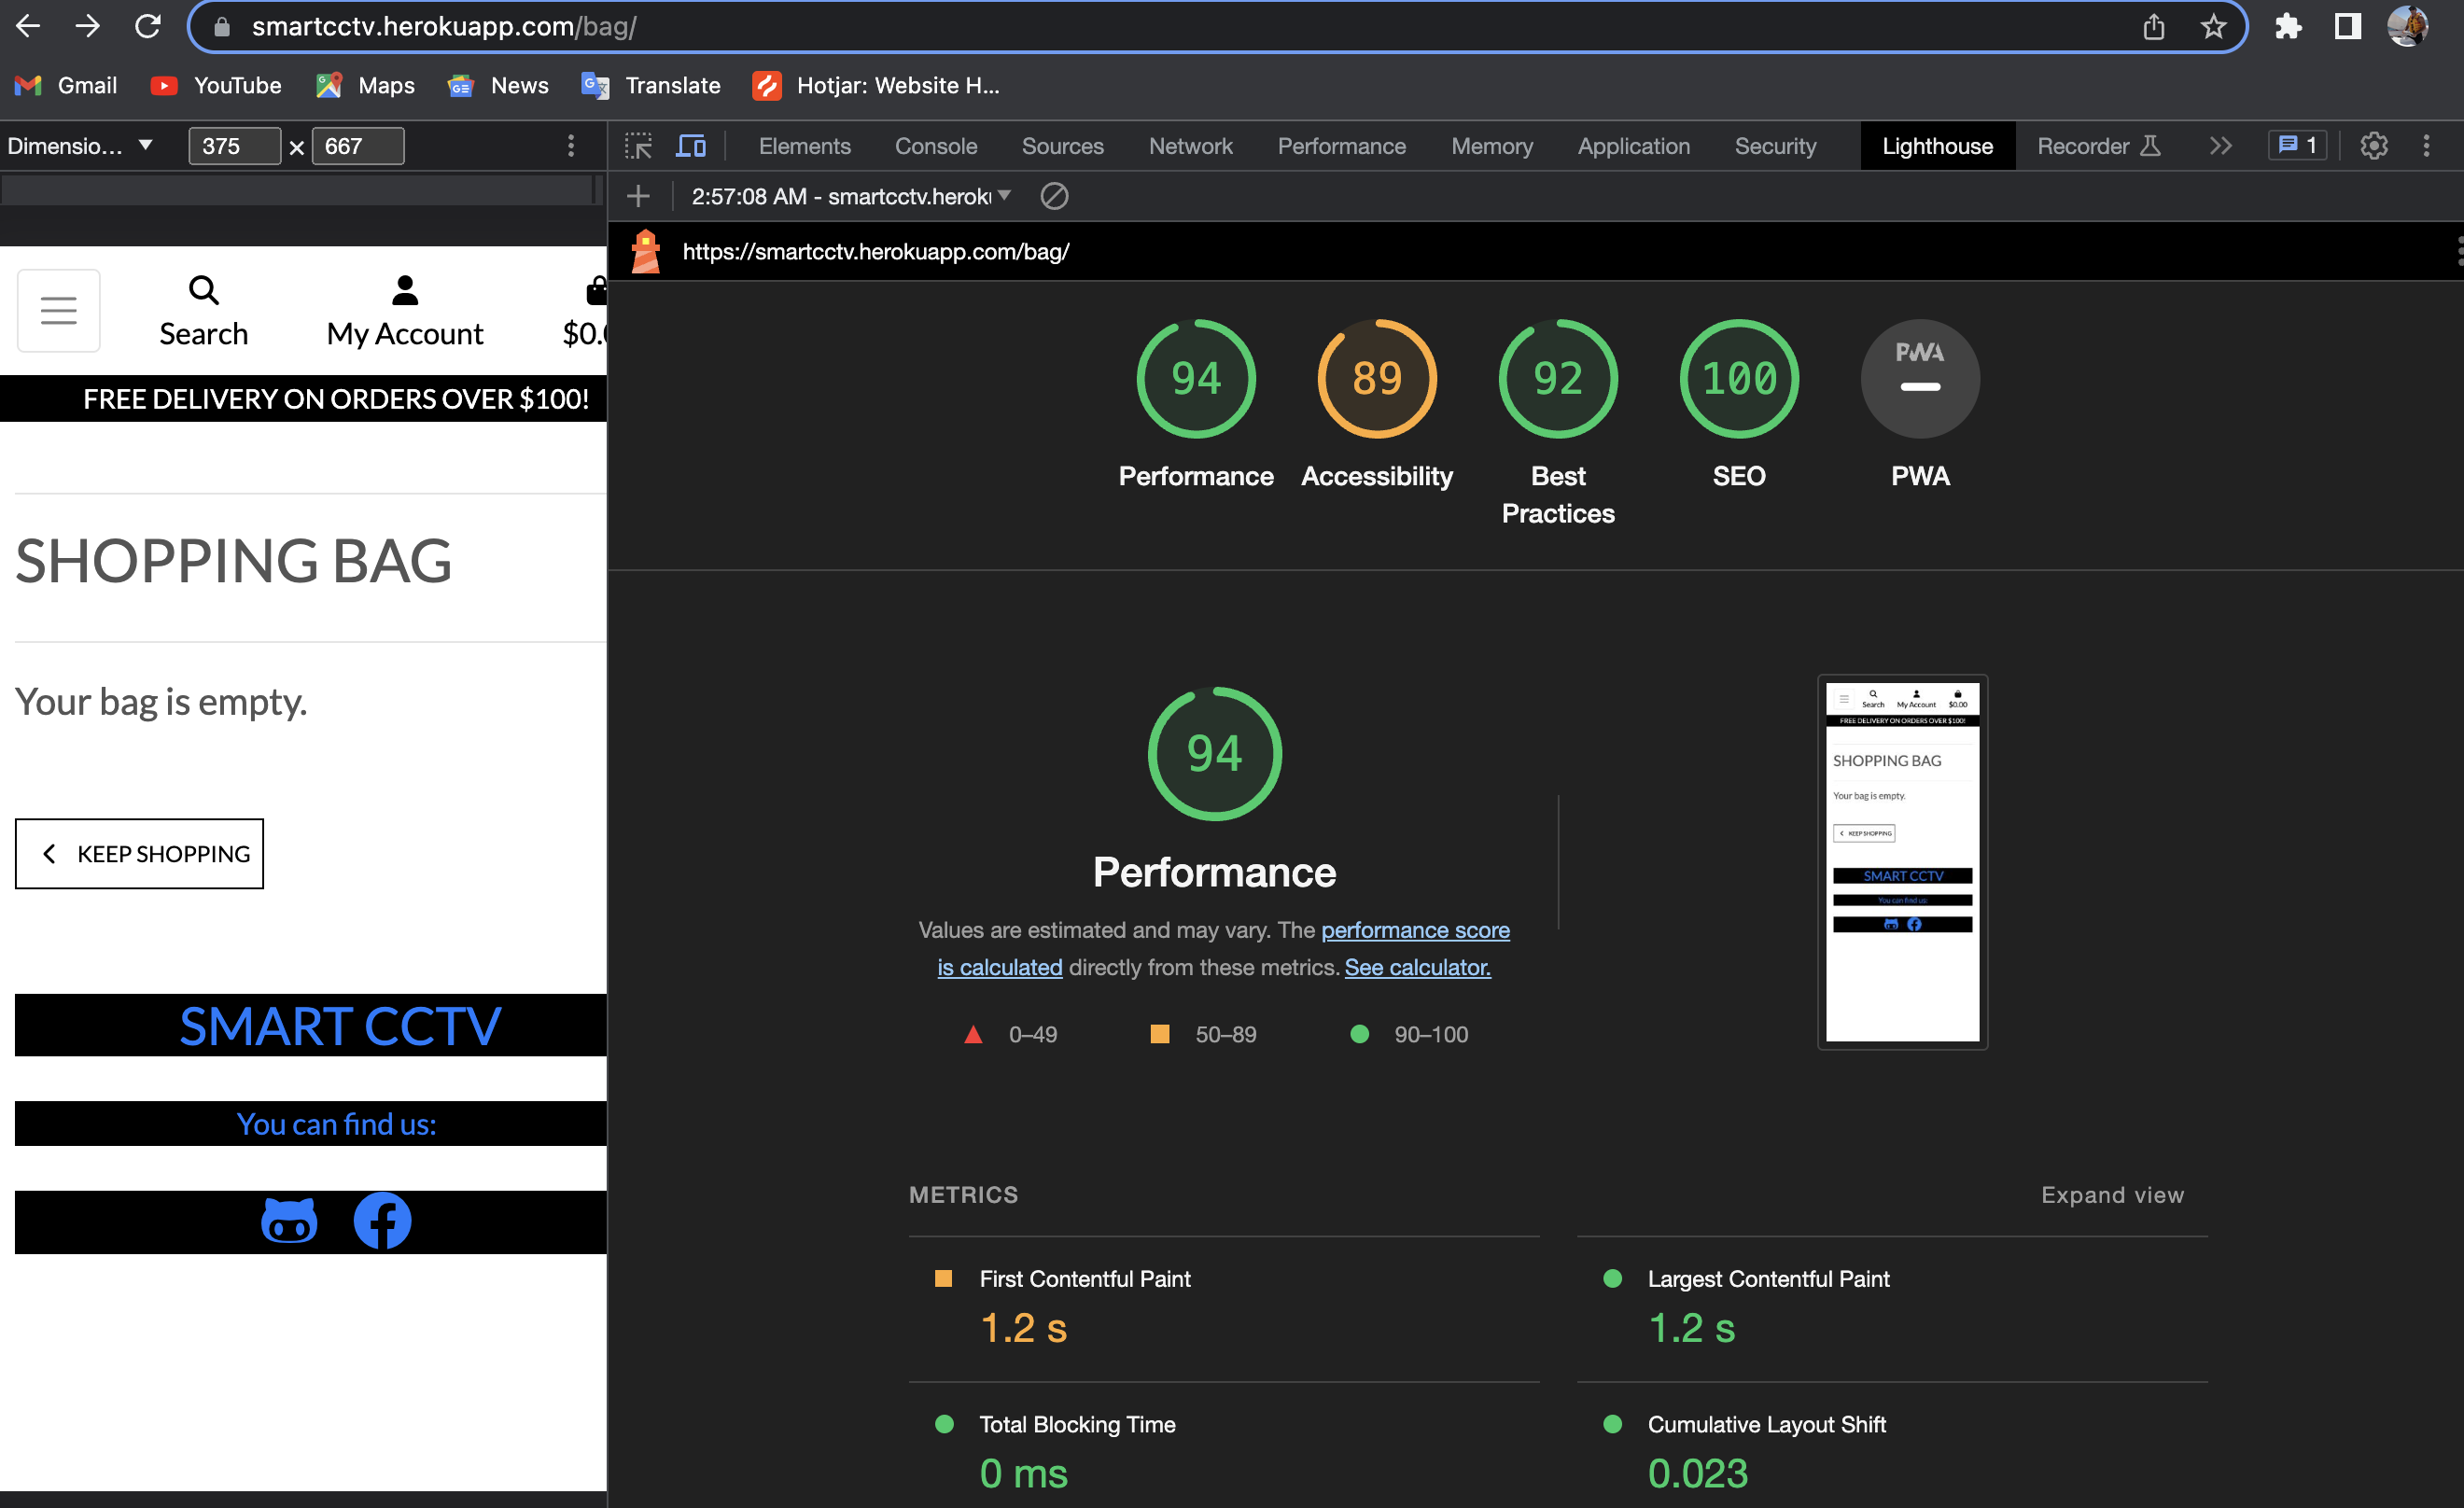 smartcctv.herokuapp.com/bag/
Gmail YouTube Maps News Translate Hotjar: Website H...
Dimensio... 375 × 667
Elements Console Sources Network Performance Memory Application Security Lighthouse Recorder 1
2:57:08 AM - smartcctv.heroku
https://smartcctv.herokuapp.com/bag/
Search My Account $0.0
FREE DELIVERY ON ORDERS OVER $100!
SHOPPING BAG
Your bag is empty.
KEEP SHOPPING
SMART CCTV
You can find us:
94 89 92 100 PWA
Performance Accessibility Best Practices SEO PWA
94
Performance
Values are estimated and may vary. The performance score
is calculated directly from these metrics. See calculator.
0–49 50–89 90–100
Search My Account $0.00
FREE DELIVERY ON ORDERS OVER $100!
SHOPPING BAG
Your bag is empty.
KEEP SHOPPING
SMART CCTV
You can find us:
METRICS Expand view
First Contentful Paint
1.2 s
Largest Contentful Paint
1.2 s
Total Blocking Time
0 ms
Cumulative Layout Shift
0.023